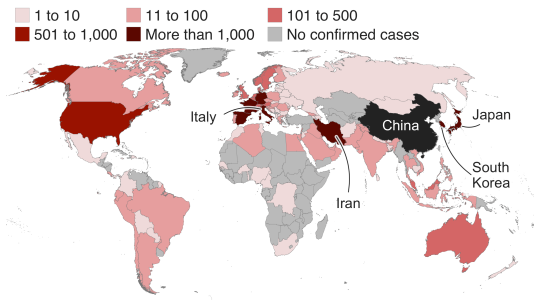 1 to 10
11 to 100
101 to 500
501 to 1,000
More than 1,000
No confirmed cases
Italy
China
Japan
South
Korea
Iran